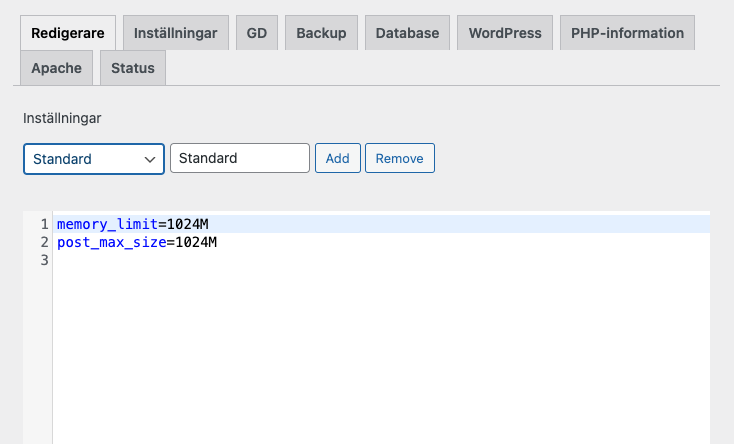 Redigerare Inställningar GD Backup Database WordPress PHP-information
Apache Status
Inställningar
Standard Standard Add Remove
1 memory_limit=1024M
2 post_max_size=1024M
3